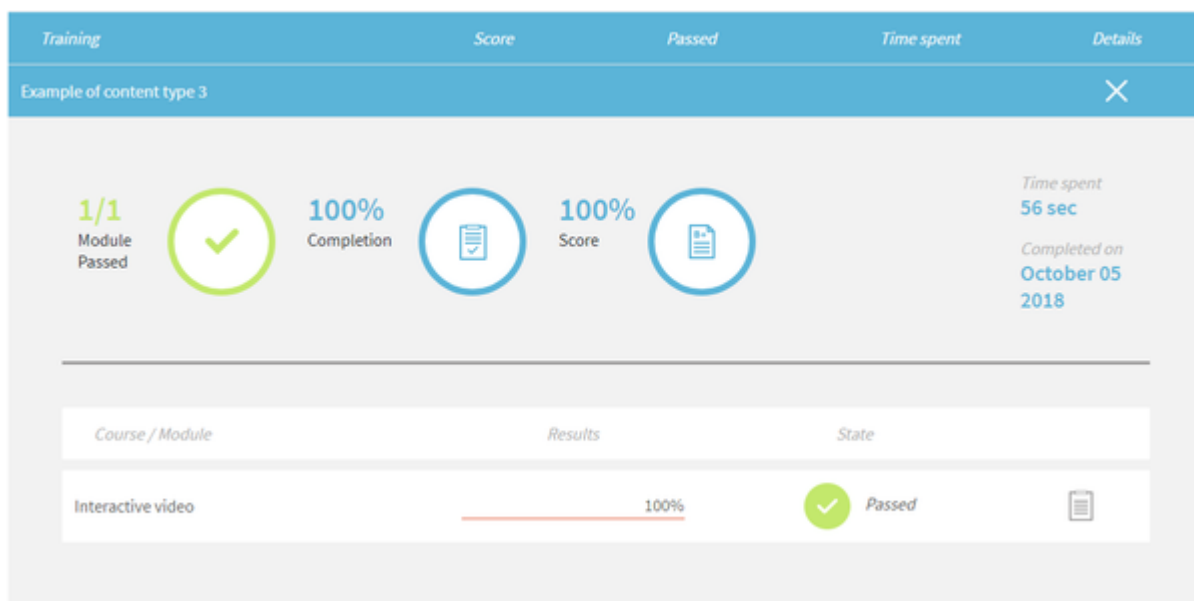 Training Score Passed Time spent Details
Example of content type 3
1/1
Module
Passed
100%
Completion
100%
Score
Time spent
56 sec
Completed on
October 05
2018
Course / Module Results State
Interactive video 100% Passed